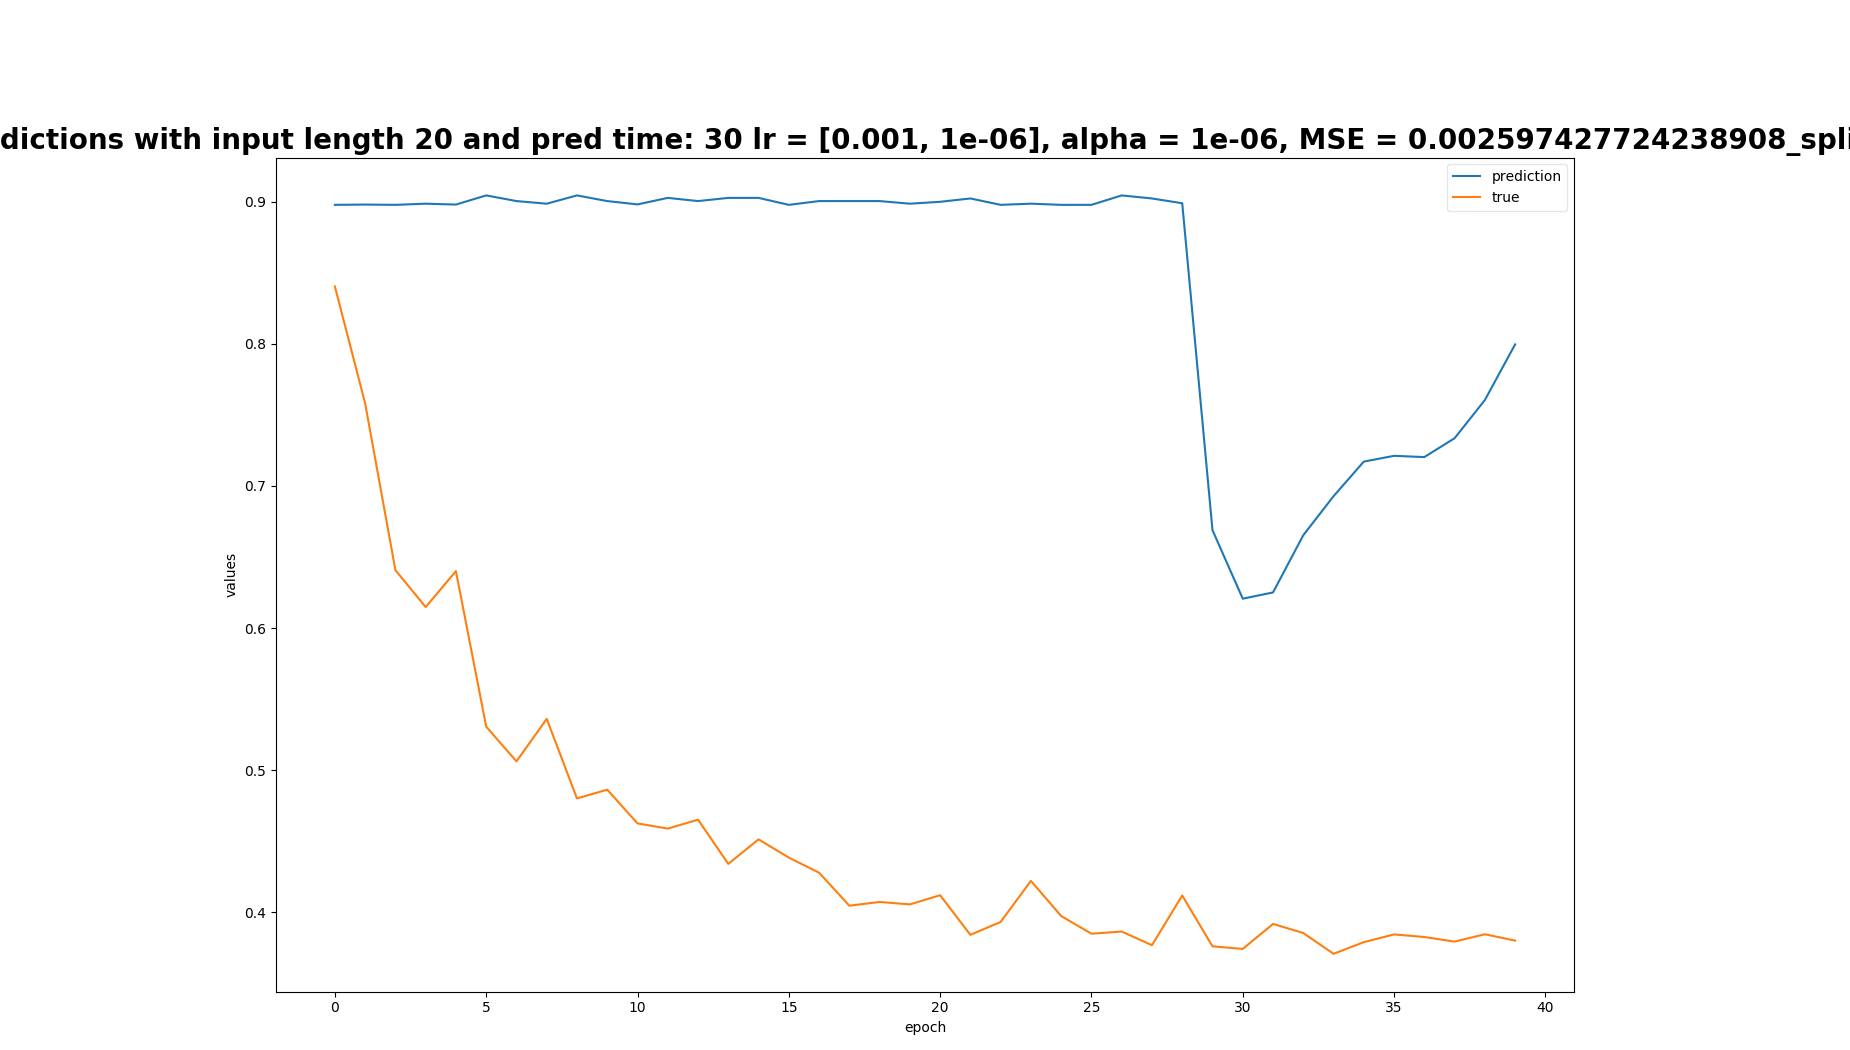 dictions with input length 20 and pred time: 30 lr = [0.001, 1e-06], alpha = 1e-06, MSE = 0.002597427724238908_spli
prediction
true
0.9
0.8
0.7
0.6
0.5
0.4
values
0 5 10 15 20 25 30 35 40
epoch